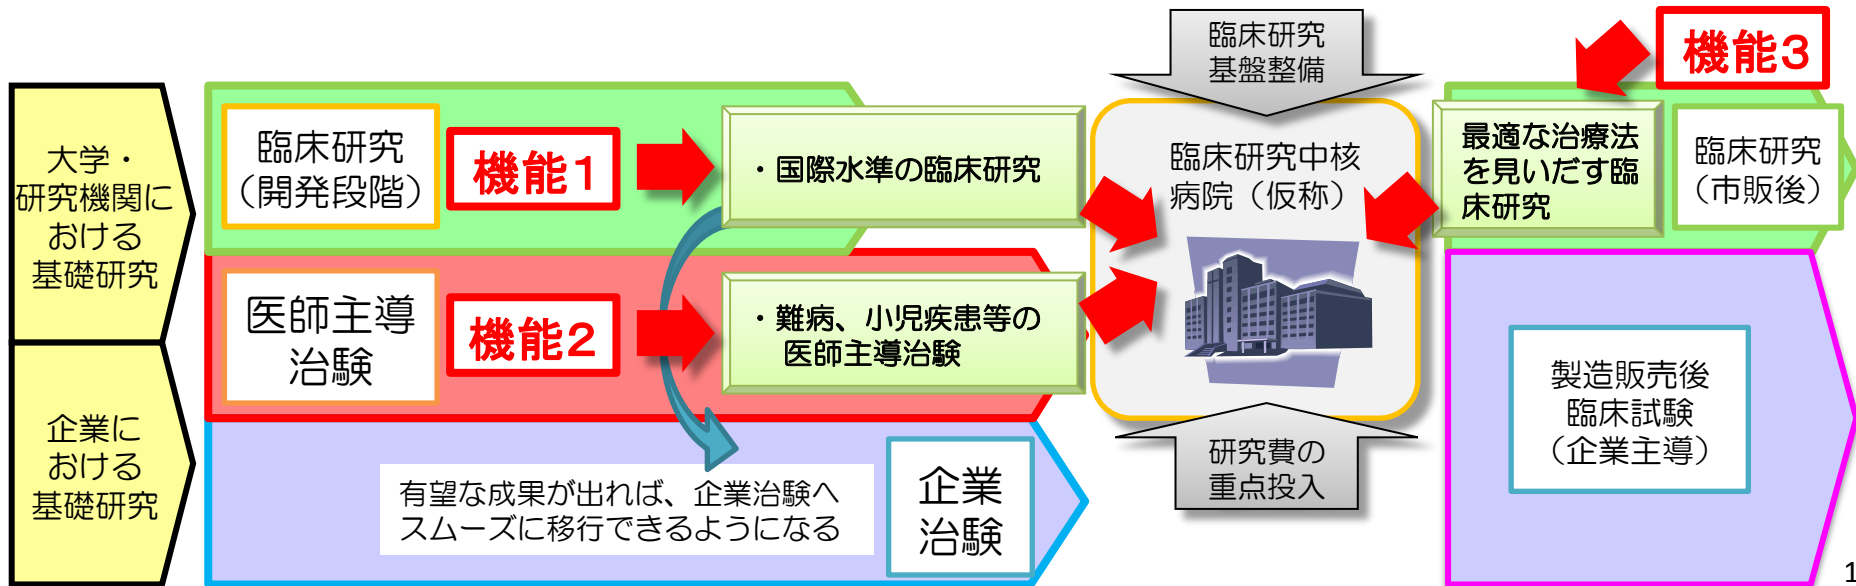 大学・
研究機関に
おける
基礎研究
企業に
おける
基礎研究
臨床研究
（開発段階）
機能１
・国際水準の臨床研究
医師主導
治験
機能２
・難病、小児疾患等の
医師主導治験
有望な成果が出れば、企業治験へ
スムーズに移行できるようになる
企業
治験
臨床研究
基盤整備
臨床研究中核
病院（仮称）
研究費の
重点投入
機能３
最適な治療法
を見いだす臨
床研究
臨床研究
（市販後）
製造販売後
臨床試験
（企業主導）
1